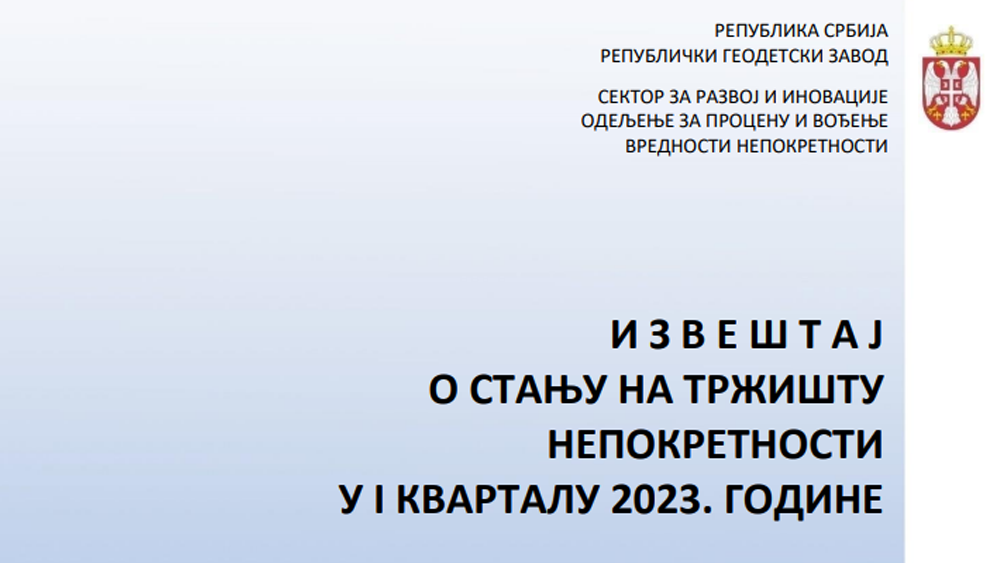 РЕПУБЛИКА СРБИЈА
РЕПУБЛИЧКИ ГЕОДЕТСКИ ЗАВОД
СЕКТОР ЗА РАЗВОЈ И ИНОВАЦИЈЕ
ОДЕЉЕЊЕ ЗА ПРОЦЕНУ И ВОЂЕЊЕ
ВРЕДНОСТИ НЕПОКРЕТНОСТИ
И З В Е Ш Т А Ј
О СТАЊУ НА ТРЖИШТУ
НЕПОКРЕТНОСТИ
У I КВАРТАЛУ 2023. ГОДИНЕ